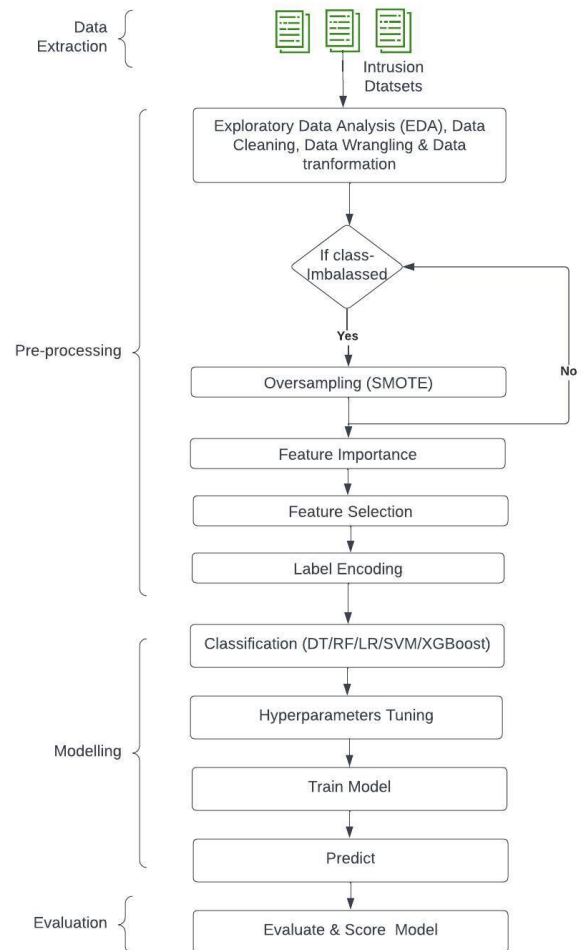 Data
Extraction
Intrusion
Dtatsets
Exploratory Data Analysis (EDA), Data
Cleaning, Data Wrangling & Data
tranformation
If class-
Imbalassed
Yes
No
Pre-processing
Oversampling (SMOTE)
Feature Importance
Feature Selection
Label Encoding
Classification (DT/RF/LR/SVM/XGBoost)
Hyperparameters Tuning
Modelling
Train Model
Predict
Evaluation
Evaluate & Score Model